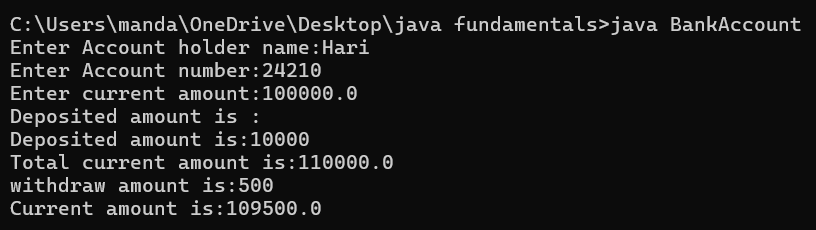 C:\Users\manda\OneDrive\Desktop\java fundamentals>java BankAccount
Enter Account holder name:Hari
Enter Account number:24210
Enter current amount:100000.0
Deposited amount is :
Deposited amount is:10000
Total current amount is:110000.0
withdraw amount is:500
Current amount is:109500.0